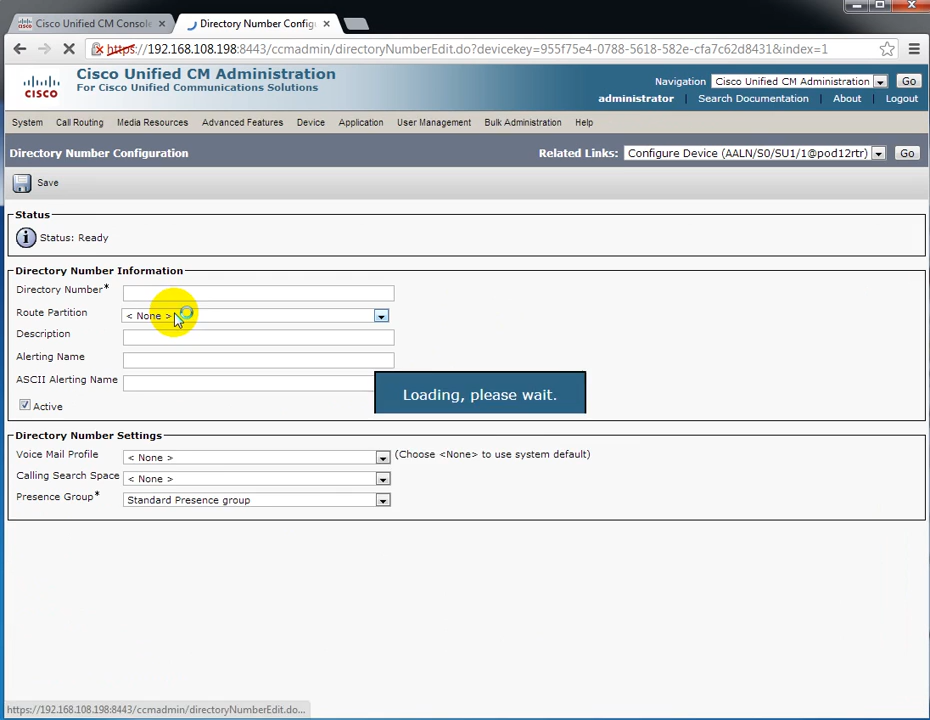 Cisco Unified CM Console
Directory Number Configu
https://192.168.108.198:8443/ccmadmin/directoryNumberEdit.do?devicekey=955f75e4-0788-5618-582e-cfa7c62d8431&index=1
CISCO
Cisco Unified CM Administration
For Cisco Unified Communications Solutions
Navigation Cisco Unified CM Administration Go
administrator | Search Documentation | About | Logout
System Call Routing Media Resources Advanced Features Device Application User Management Bulk Administration Help
Directory Number Configuration
Related Links: Configure Device (AALN/S0/SU1/1@pod12rtr) Go
Save
Status
Status: Ready
Directory Number Information
Directory Number*
Route Partition < None >
Description
Alerting Name
ASCII Alerting Name
Loading, please wait.
Active
Directory Number Settings
Voice Mail Profile < None > (Choose <None> to use system default)
Calling Search Space < None >
Presence Group* Standard Presence group
https://192.168.108.198:8443/ccmadmin/directoryNumberEdit.do...